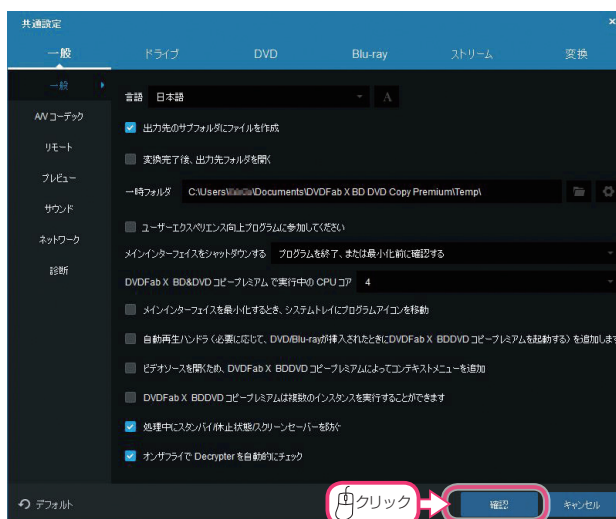 共通設定
一般 ドライブ DVD Blu-ray ストリーム 変換
一般
A/Vコーデック
リモート
プレビュー
サウンド
ネットワーク
診断
言語 日本語 A
出力先のサブフォルダにファイルを作成
変換完了後、出力先フォルダを開く
一時フォルダ C:\Users\ \Documents\DVDFab X BD DVD Copy Premium\Temp\
ユーザーエクスペリエンス向上プログラムに参加してください
メインインターフェイスをシャットダウンする プログラムを終了、または最小化前に確認する
DVDFab X BD&DVD コピープレミアムで実行中の CPU コア 4
メインインターフェイスを最小化するとき、システムトレイにプログラムアイコンを移動
自動再生ハンドラ（必要に応じて、DVD/Blu-rayが挿入されたときにDVDFab X BDDVD コピープレミアムを起動する）を追加します
ビデオソースを開くため、DVDFab X BDDVD コピープレミアムによってコンテキストメニューを追加
DVDFab X BDDVD コピープレミアムは複数のインスタンスを実行することができます
処理中にスタンバイ/休止状態/スクリーンセーバーを防ぐ
オンザフライで Decrypter を自動的にチェック
デフォルト クリック 確認 キャンセル